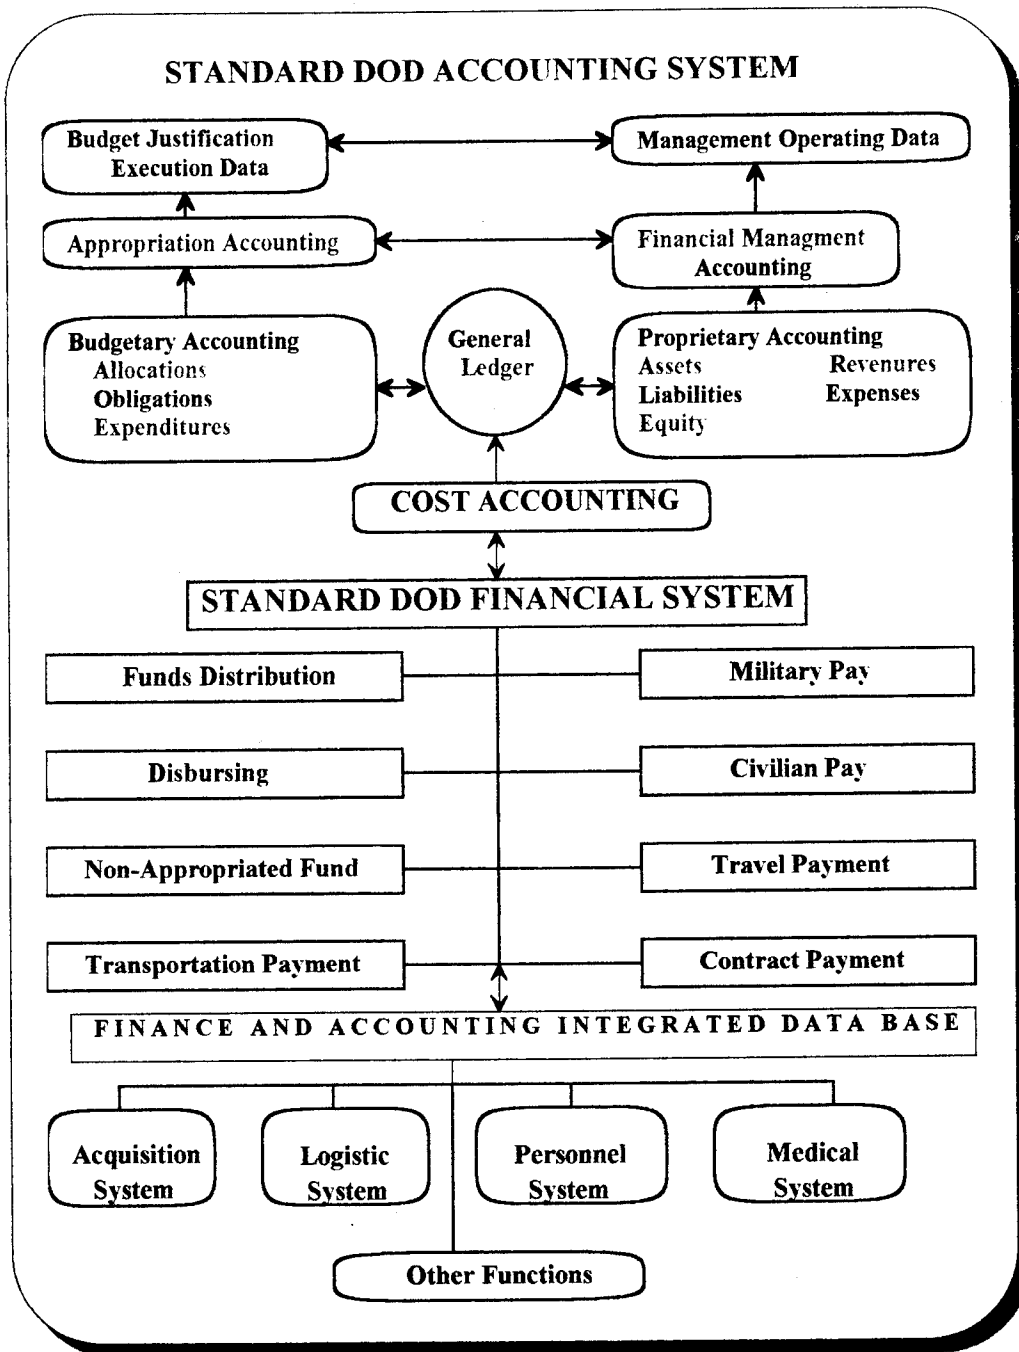 STANDARD DOD ACCOUNTING SYSTEM
Budget Justification
Execution Data
Management Operating Data
Appropriation Accounting
Financial Managment
Accounting
Budgetary Accounting
Allocations
Obligations
Expenditures
General
Ledger
Proprietary Accounting
Assets Revenures
Liabilities Expenses
Equity
COST ACCOUNTING
STANDARD DOD FINANCIAL SYSTEM
Funds Distribution
Military Pay
Disbursing
Civilian Pay
Non-Appropriated Fund
Travel Payment
Transportation Payment
Contract Payment
FINANCE AND ACCOUNTING INTEGRATED DATA BASE
Acquisition
System
Logistic
System
Personnel
System
Medical
System
Other Functions